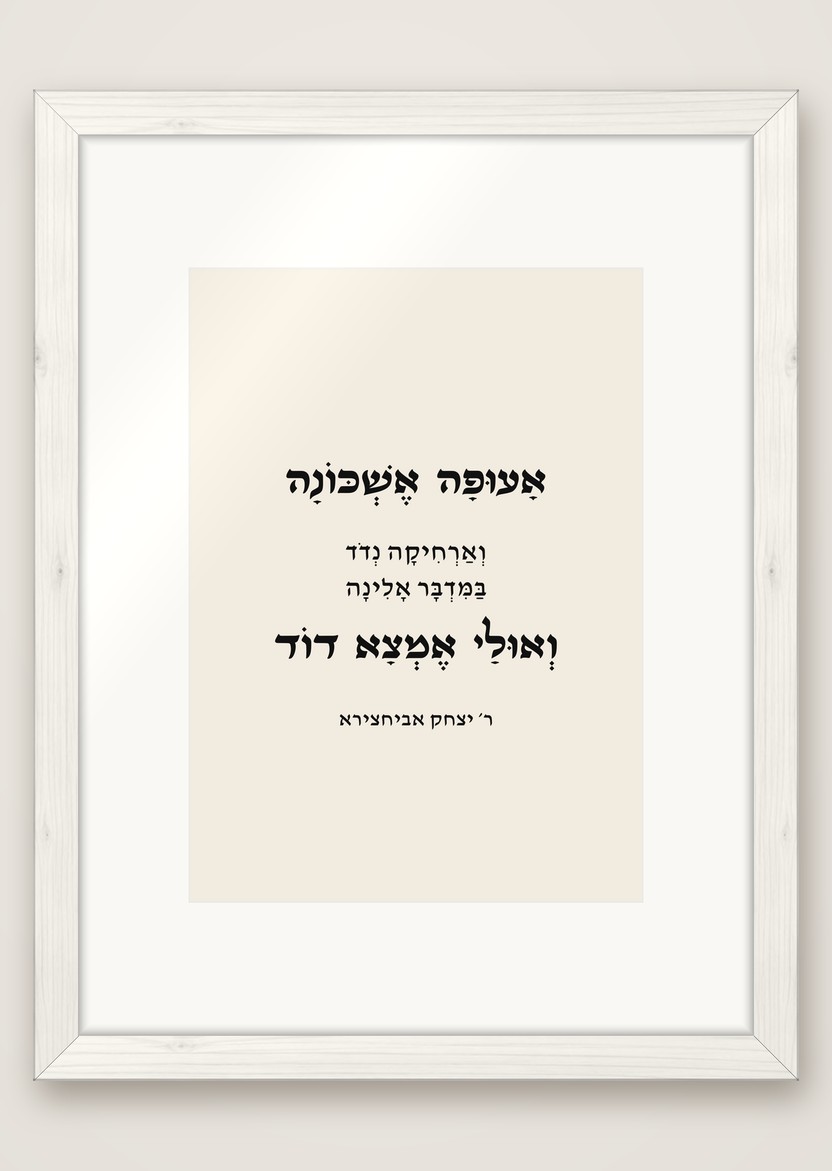 אָעוּפָה אֶשְׁכּוֹנָה
וְאַרְחִיקָה נְדֹד
בַּמִּדְבָּר אָלִינָה
וְאוּלַי אֶמְצָא דוֹד
ר׳ יצחק אביחצירא